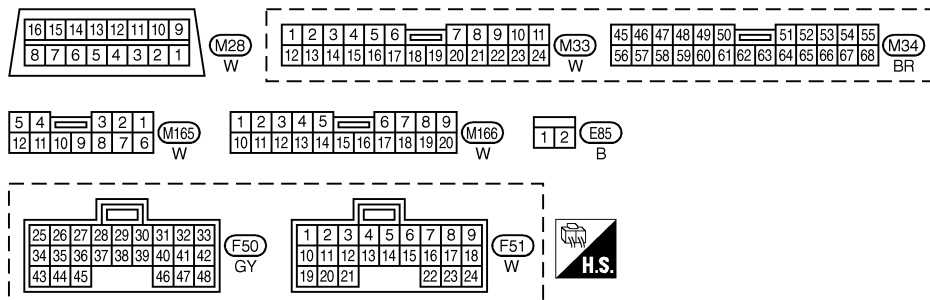 16 15 14 13 12 11 10 9
8 7 6 5 4 3 2 1
M28
W
1 2 3 4 5 6 7 8 9 10 11
12 13 14 15 16 17 18 19 20 21 22 23 24
M33
W
45 46 47 48 49 50 51 52 53 54 55
56 57 58 59 60 61 62 63 64 65 66 67 68
M34
BR
5 4 3 2 1
12 11 10 9 8 7 6
M165
W
1 2 3 4 5 6 7 8 9
10 11 12 13 14 15 16 17 18 19 20
M166
W
1 2
E85
B
25 26 27 28 29 30 31 32 33
34 35 36 37 38 39 40 41 42
43 44 45 46 47 48
F50
GY
1 2 3 4 5 6 7 8 9
10 11 12 13 14 15 16 17 18
19 20 21 22 23 24
F51
W
H.S.